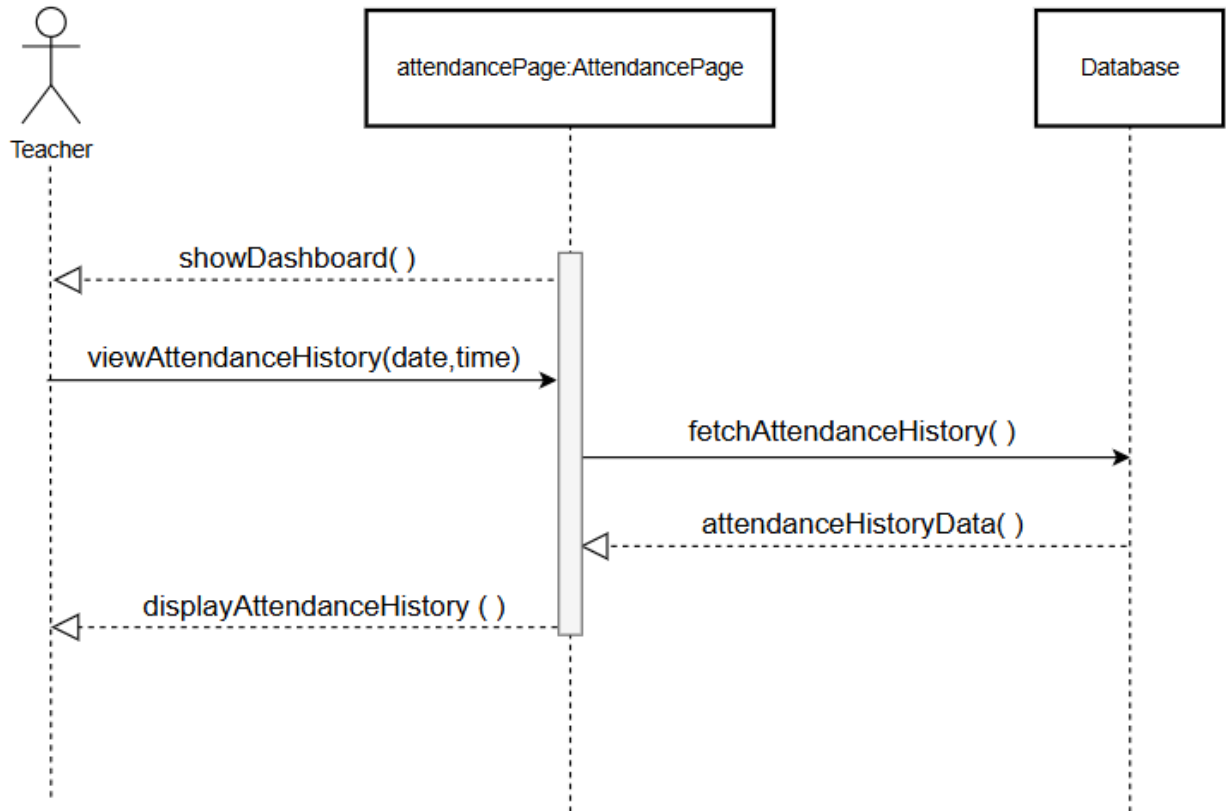 Teacher
attendancePage:AttendancePage
Database
showDashboard( )
viewAttendanceHistory(date,time)
fetchAttendanceHistory( )
attendanceHistoryData( )
displayAttendanceHistory ( )